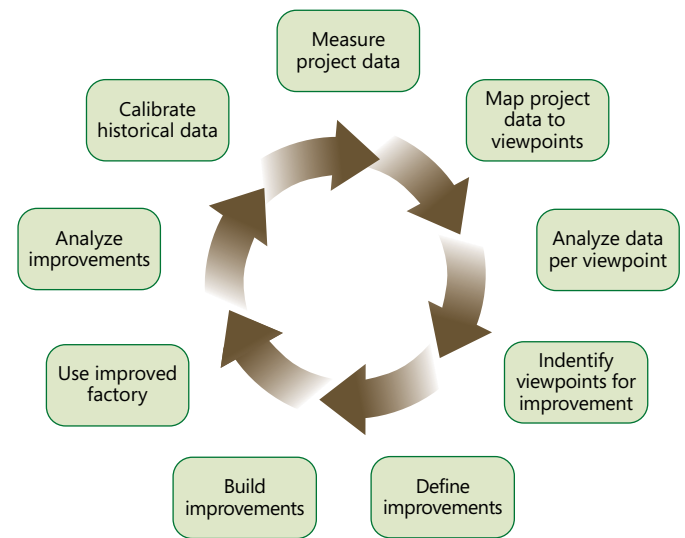 Measure
project data
Map project
data to
viewpoints
Analyze data
per viewpoint
Indentify
viewpoints for
improvement
Define
improvements
Build
improvements
Use improved
factory
Analyze
improvements
Calibrate
historical data